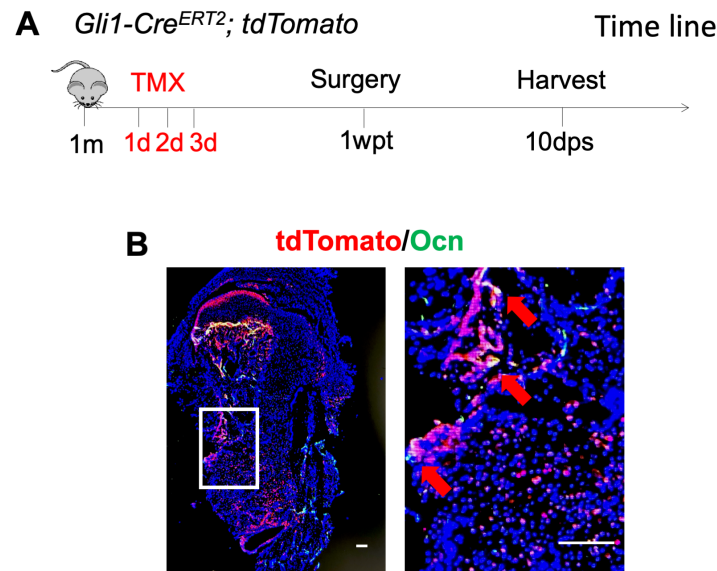 A Gli1-CreERT2; tdTomato Time line
TMX Surgery Harvest
1m 1d 2d 3d 1wpt 10dps
B tdTomato/Ocn